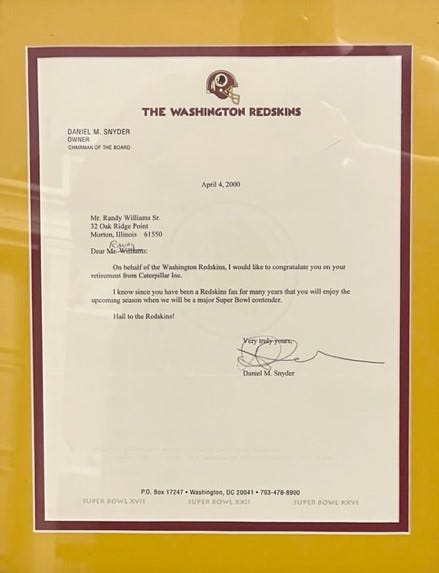 THE WASHINGTON REDSKINS
DANIEL M. SNYDER
OWNER
CHAIRMAN OF THE BOARD
April 4, 2000
Mr. Randy Williams Sr.
32 Oak Ridge Point
Morton, Illinois 61550
Randy
Dear Mr. Williams:
On behalf of the Washington Redskins, I would like to congratulate you on your
retirement from Caterpillar Inc.
I know since you have been a Redskins fan for many years that you will enjoy the
upcoming season when we will be a major Super Bowl contender.
Hail to the Redskins!
Very truly yours,
Daniel M. Snyder
P.O. Box 17247 • Washington, DC 20041 • 703-478-8900
SUPER BOWL XVII SUPER BOWL XXII SUPER BOWL XXVI